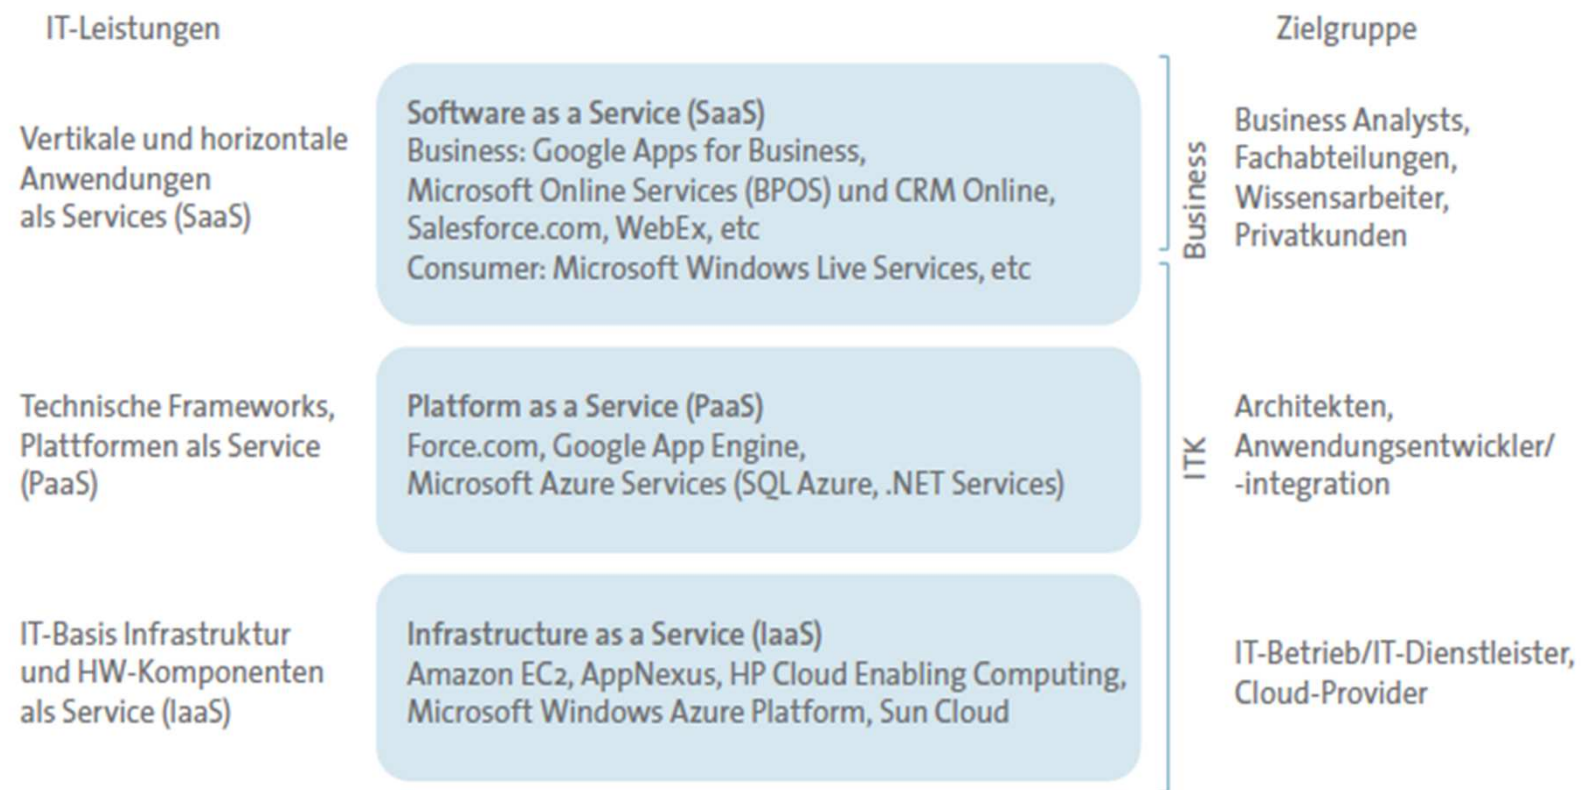 IT-Leistungen
Zielgruppe
Vertikale und horizontale
Anwendungen
als Services (SaaS)
Software as a Service (SaaS)
Business: Google Apps for Business,
Microsoft Online Services (BPOS) und CRM Online,
Salesforce.com, WebEx, etc
Consumer: Microsoft Windows Live Services, etc
Business
Business Analysts,
Fachabteilungen,
Wissensarbeiter,
Privatkunden
Technische Frameworks,
Plattformen als Service
(PaaS)
Platform as a Service (PaaS)
Force.com, Google App Engine,
Microsoft Azure Services (SQL Azure, .NET Services)
ITK
Architekten,
Anwendungsentwickler/
-integration
IT-Basis Infrastruktur
und HW-Komponenten
als Service (IaaS)
Infrastructure as a Service (IaaS)
Amazon EC2, AppNexus, HP Cloud Enabling Computing,
Microsoft Windows Azure Platform, Sun Cloud
IT-Betrieb/IT-Dienstleister,
Cloud-Provider